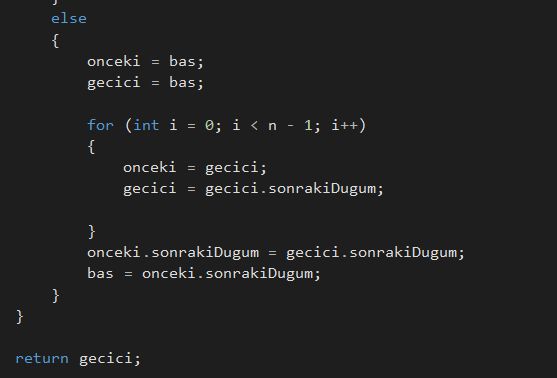 }
else
{
onceki = bas;
gecici = bas;
for (int i = 0; i < n - 1; i++)
{
onceki = gecici;
gecici = gecici.sonrakiDugum;
}
onceki.sonrakiDugum = gecici.sonrakiDugum;
bas = onceki.sonrakiDugum;
}
}
return gecici;